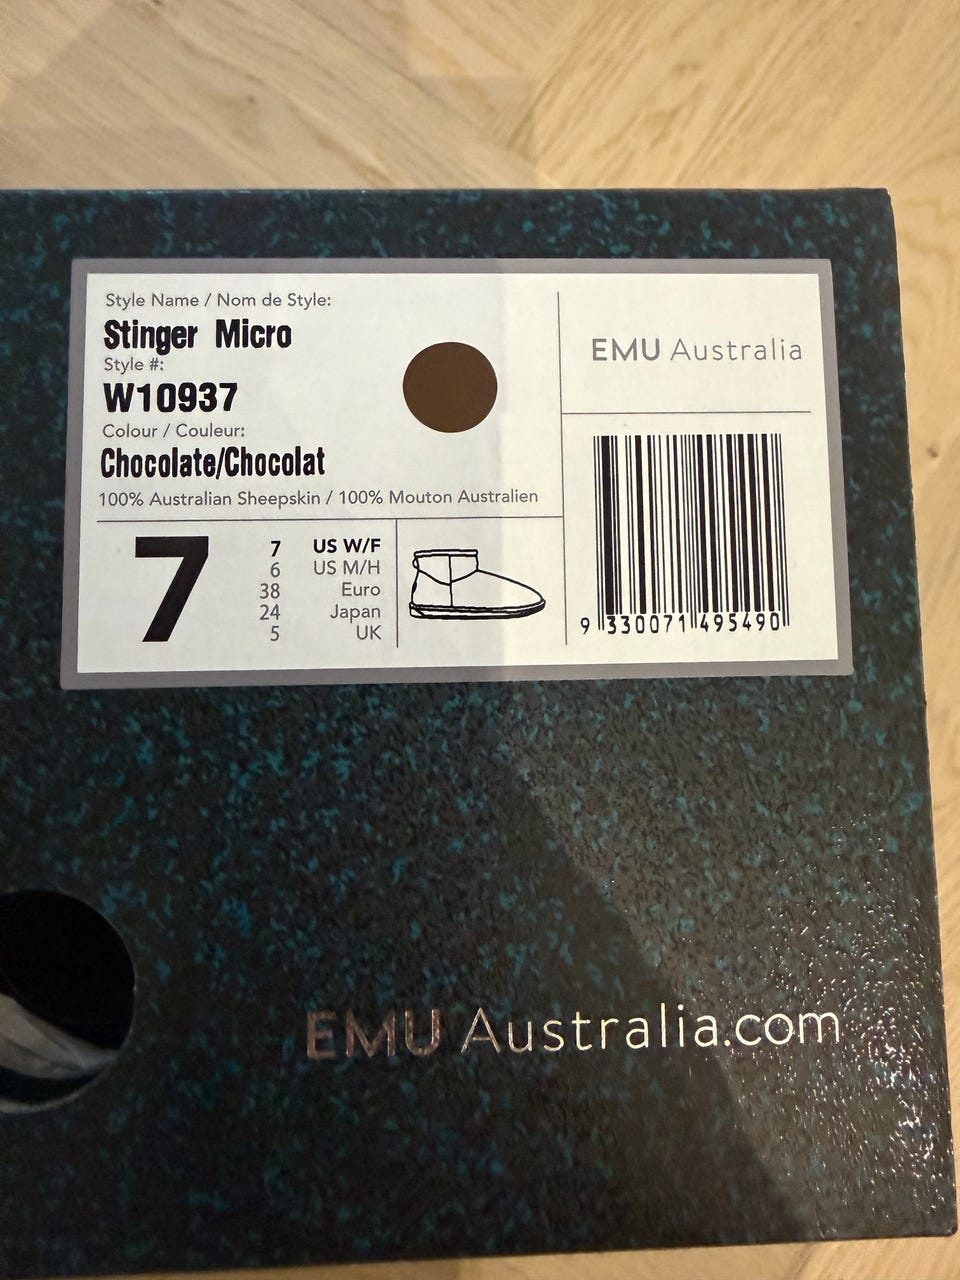 Style Name / Nom de Style:
Stinger Micro
Style #:
W10937
Colour / Couleur:
Chocolate/Chocolat
100% Australian Sheepskin / 100% Mouton Australien
7
7 US W/F
6 US M/H
38 Euro
24 Japan
5 UK
EMU Australia
9 330071 495490
EMU Australia.com